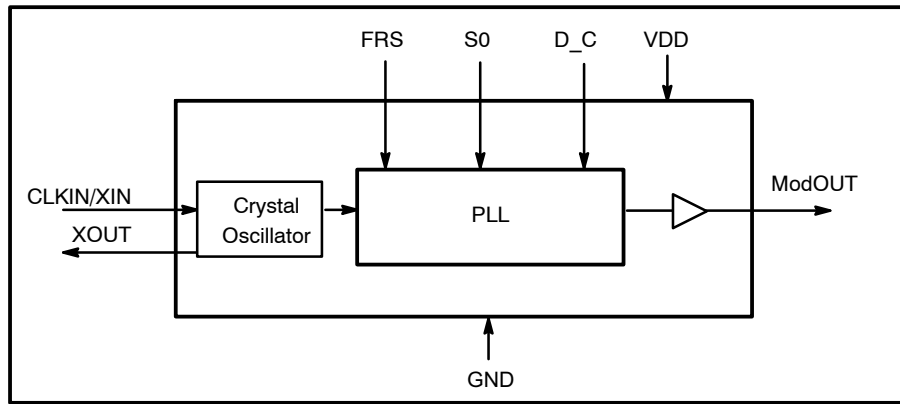 FRS
S0
D_C
VDD
CLKIN/XIN
XOUT
Crystal
Oscillator
PLL
ModOUT
GND